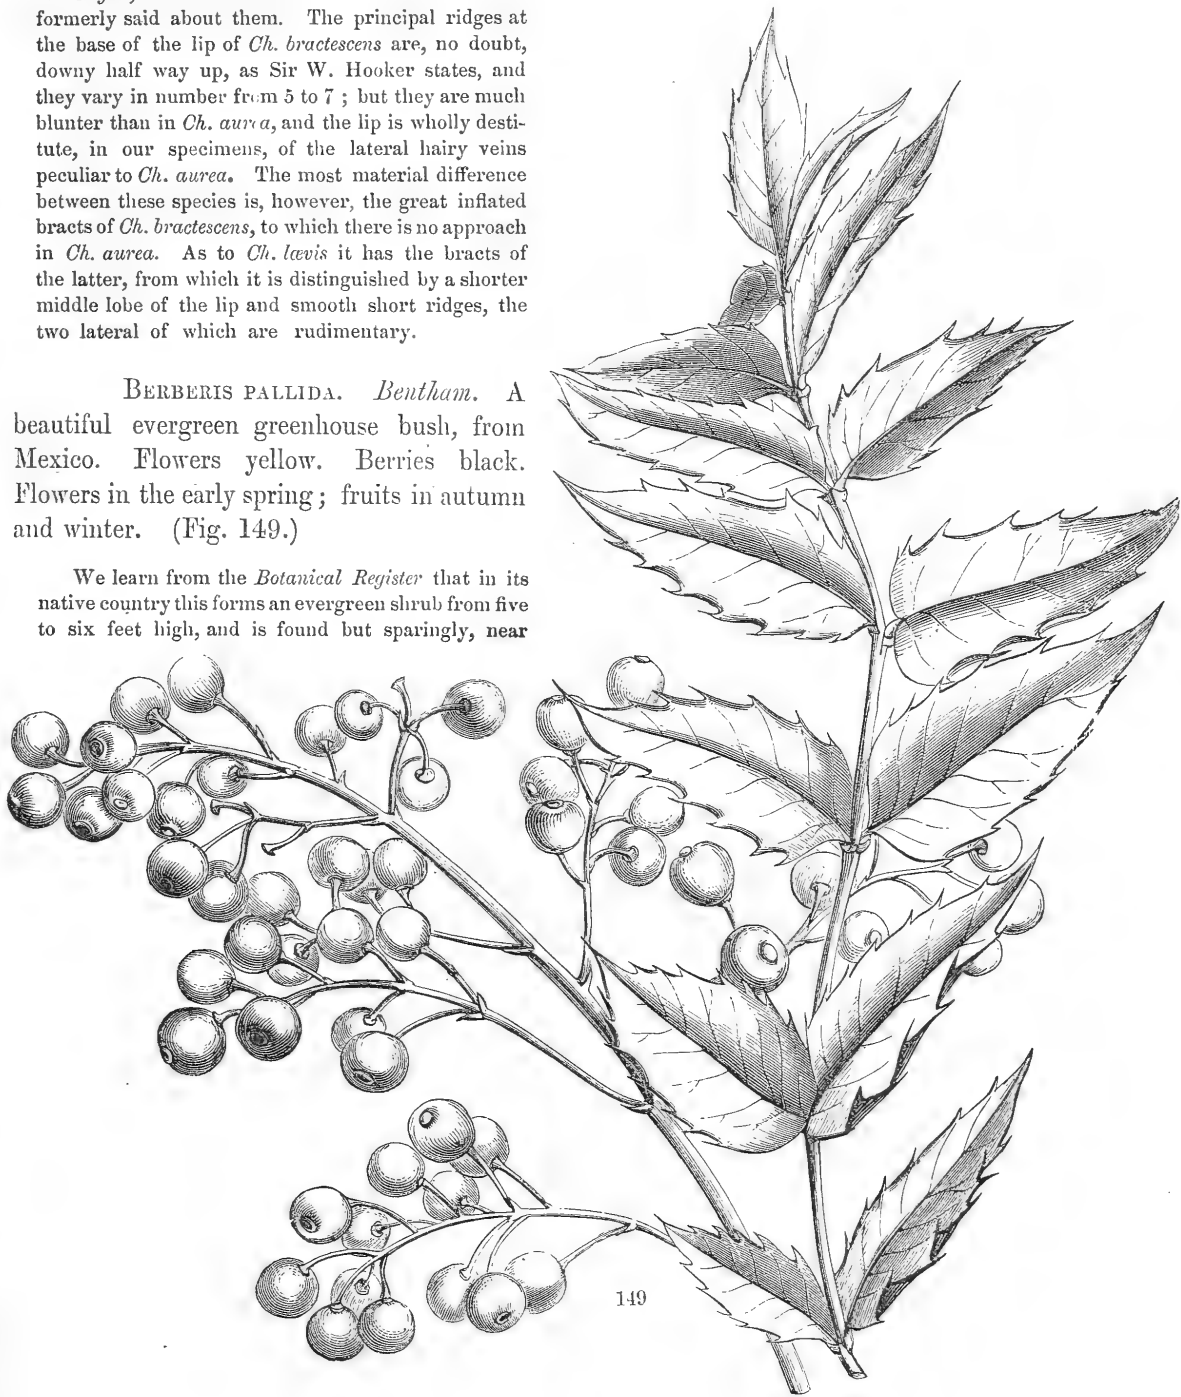 formerly said about them. The principal ridges at
the base of the lip of Ch. bractescens are, no doubt,
downy half way up, as Sir W. Hooker states, and
they vary in number from 5 to 7 ; but they are much
blunter than in Ch. aurea, and the lip is wholly desti-
tute, in our specimens, of the lateral hairy veins
peculiar to Ch. aurea. The most material difference
between these species is, however, the great inflated
bracts of Ch. bractescens, to which there is no approach
in Ch. aurea. As to Ch. lævis it has the bracts of
the latter, from which it is distinguished by a shorter
middle lobe of the lip and smooth short ridges, the
two lateral of which are rudimentary.
BERBERIS PALLIDA. Bentham. A
beautiful evergreen greenhouse bush, from
Mexico. Flowers yellow. Berries black.
Flowers in the early spring ; fruits in autumn
and winter. (Fig. 149.)
We learn from the Botanical Register that in its
native country this forms an evergreen shrub from five
to six feet high, and is found but sparingly, near
149